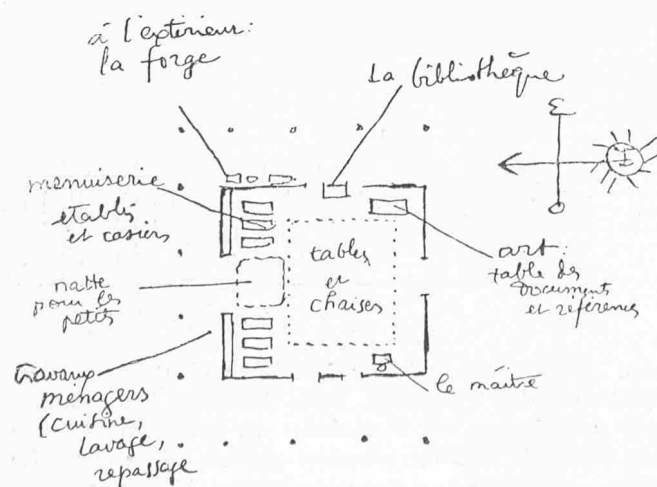 à l'extérieur:
la forge
La bibliothèque
E
O
menuiserie
établis
et casiers
tables
et
chaises
art:
table des
documents
et références
natte
pour les
petits
le maître
travaux
ménagers
(cuisine,
lavage,
repassage